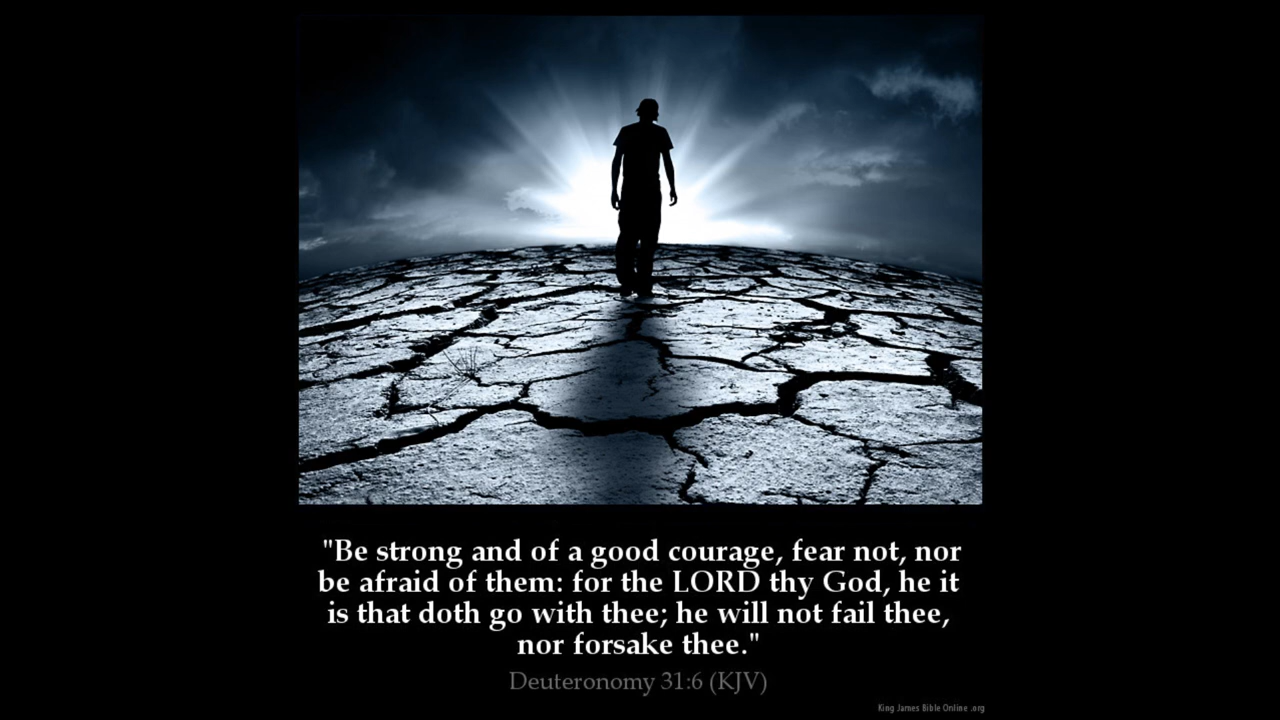 "Be strong and of a good courage, fear not, nor
be afraid of them: for the LORD thy God, he it
is that doth go with thee; he will not fail thee,
nor forsake thee."
Deuteronomy 31:6 (KJV)
King James Bible Online .org